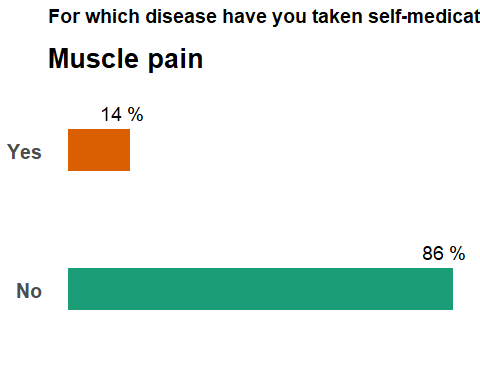 For which disease have you taken self-medicat
Muscle pain
14 %
Yes
86 %
No